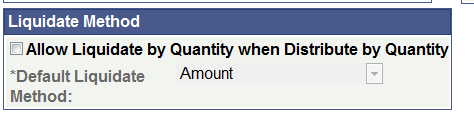 Liquidate Method
Allow Liquidate by Quantity when Distribute by Quantity
*Default Liquidate Amount
Method: